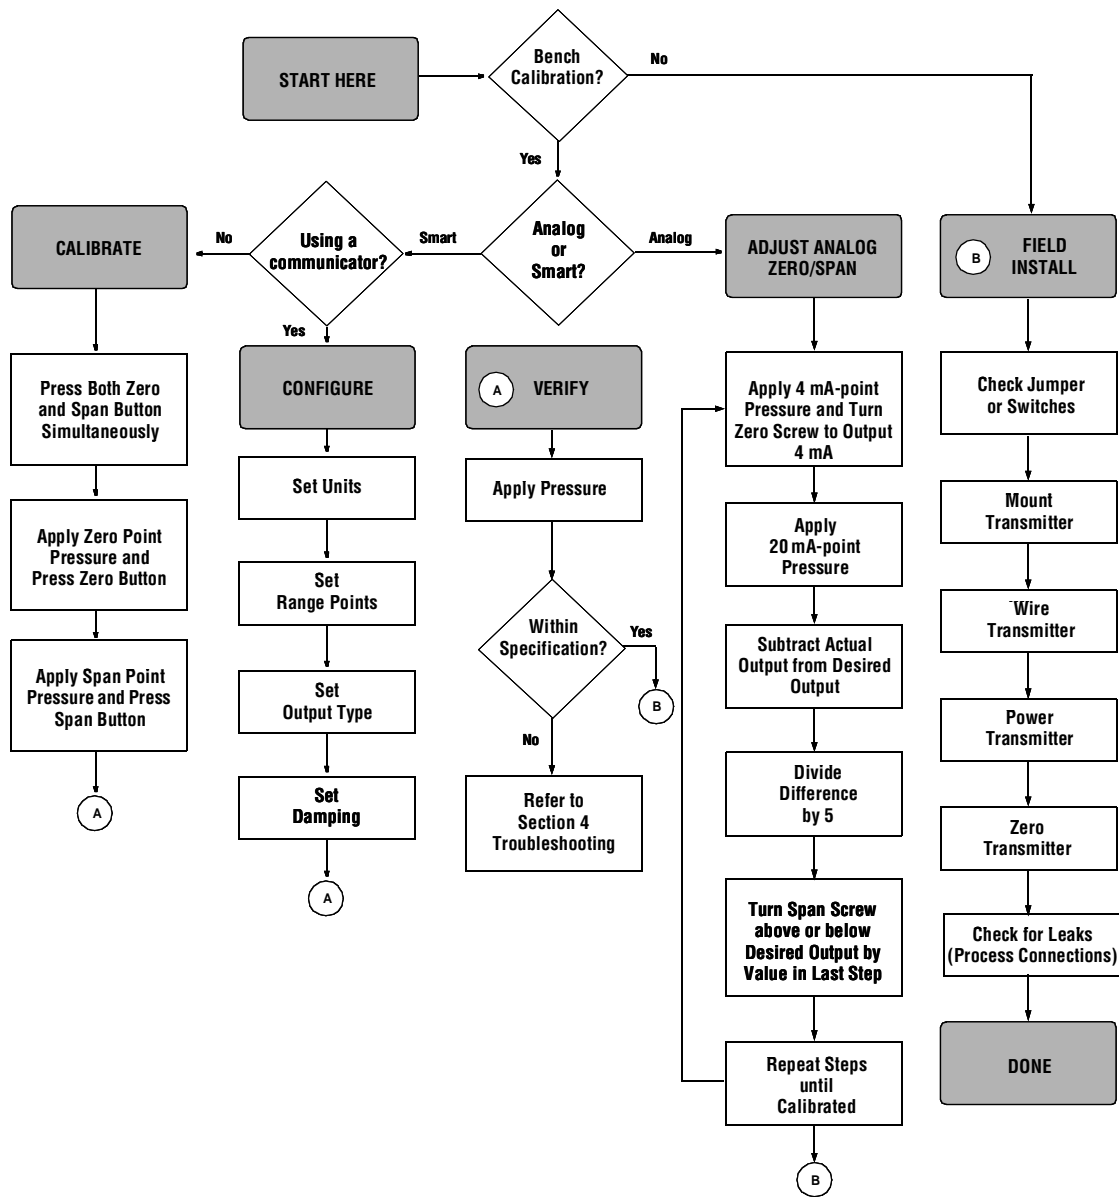 START HERE
Bench
Calibration?
No
Yes
CALIBRATE
No
Using a
communicator?
Smart
Analog
or
Smart?
Analog
ADJUST ANALOG
ZERO/SPAN
B
FIELD
INSTALL
Yes
Press Both Zero
and Span Button
Simultaneously
Apply Zero Point
Pressure and
Press Zero Button
Apply Span Point
Pressure and Press
Span Button
A
CONFIGURE
Set Units
Set
Range Points
Set
Output Type
Set
Damping
A
A
VERIFY
Apply Pressure
Within
Specification?
Yes
B
No
Refer to
Section 4
Troubleshooting
Apply 4 mA-point
Pressure and Turn
Zero Screw to Output
4 mA
Apply
20 mA-point
Pressure
Subtract Actual
Output from Desired
Output
Divide
Difference
by 5
Turn Span Screw
above or below
Desired Output by
Value in Last Step
Repeat Steps
until
Calibrated
B
Check Jumper
or Switches
Mount
Transmitter
Wire
Transmitter
Power
Transmitter
Zero
Transmitter
Check for Leaks
(Process Connections)
DONE